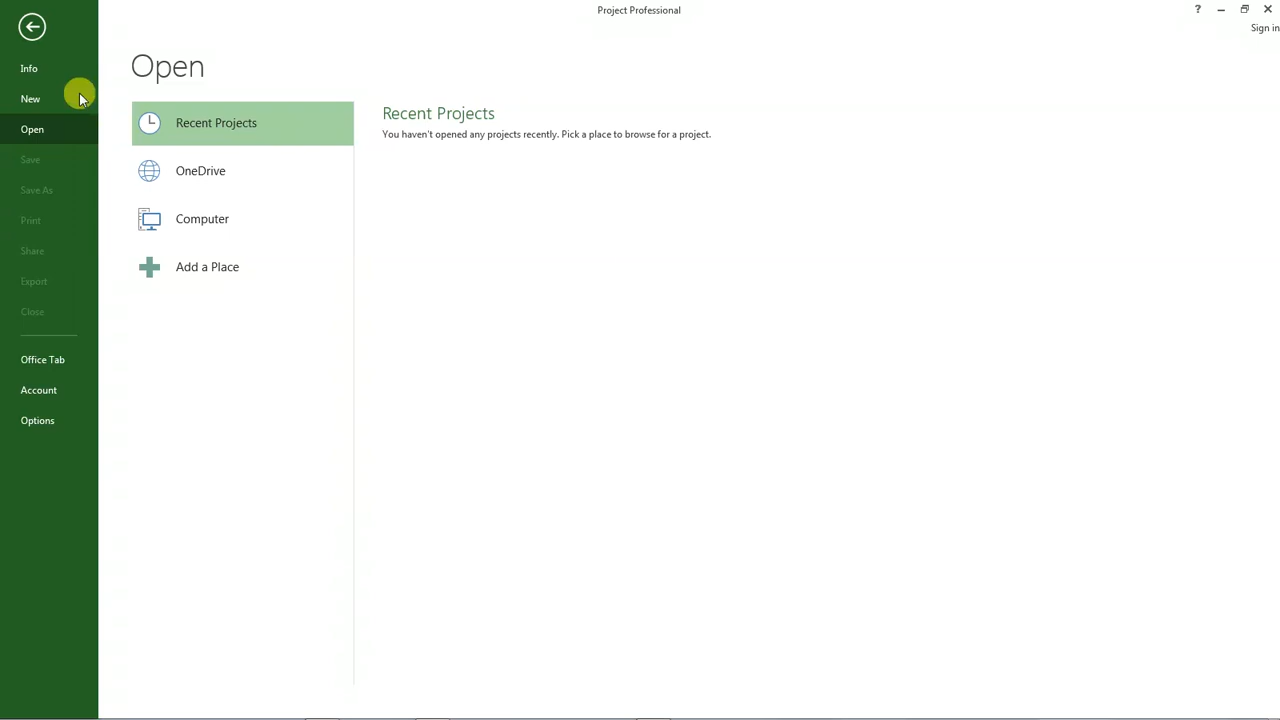 Project Professional
?
Sign in
Info
New
Open
Save
Save As
Print
Share
Export
Close
Office Tab
Account
Options
Open
Recent Projects
OneDrive
Computer
Add a Place
Recent Projects
You haven't opened any projects recently. Pick a place to browse for a project.